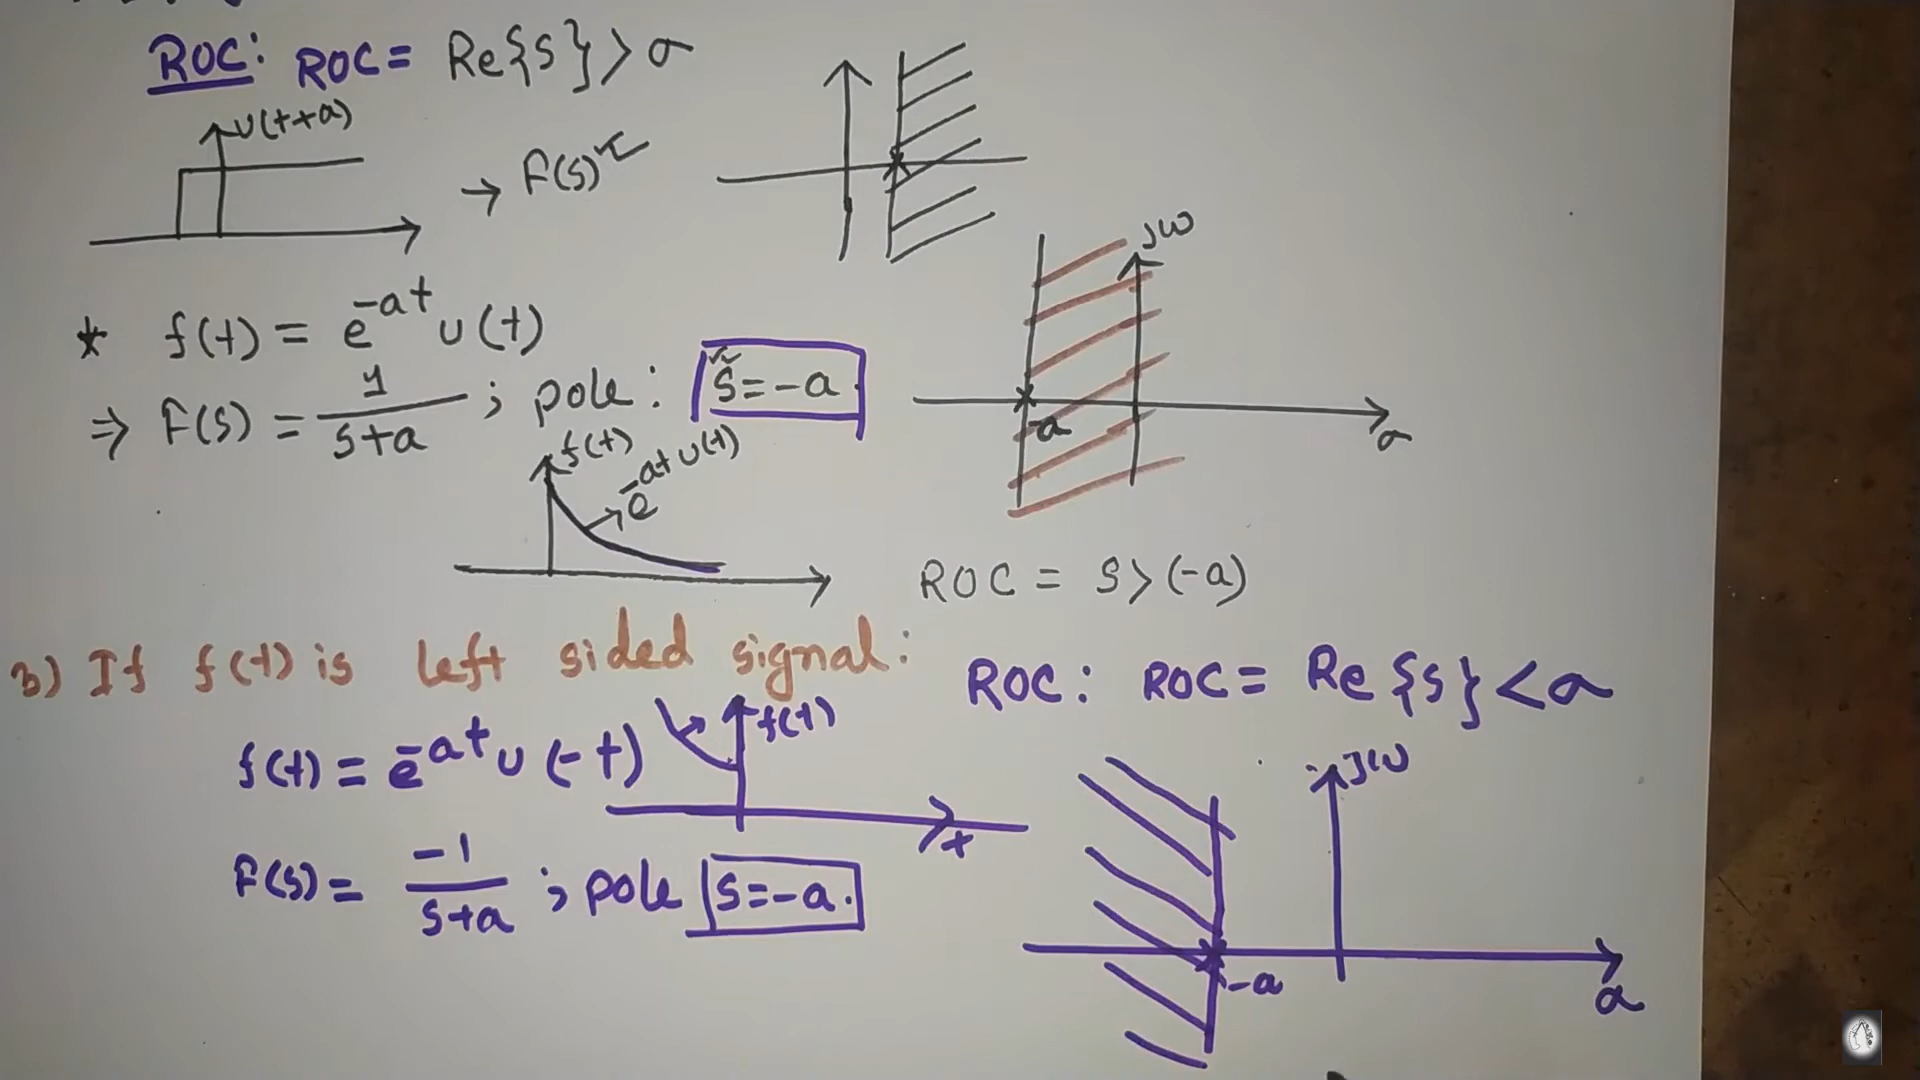 ROC: ROC = Re{s} > σ
u(t+a)
→ F(s)
jω
* f(t) = e^-at u(t)
⇒ F(s) = 1/s+a ; pole: s=-a.
-a
σ
f(t)
e^-at u(t)
ROC = s>(-a)
3) If f(t) is left sided signal:
ROC: ROC = Re{s} < σ
f(t) = e^-at u(-t)
f(t)
t
jω
F(s) = -1/s+a ; pole s=-a.
-a
σ